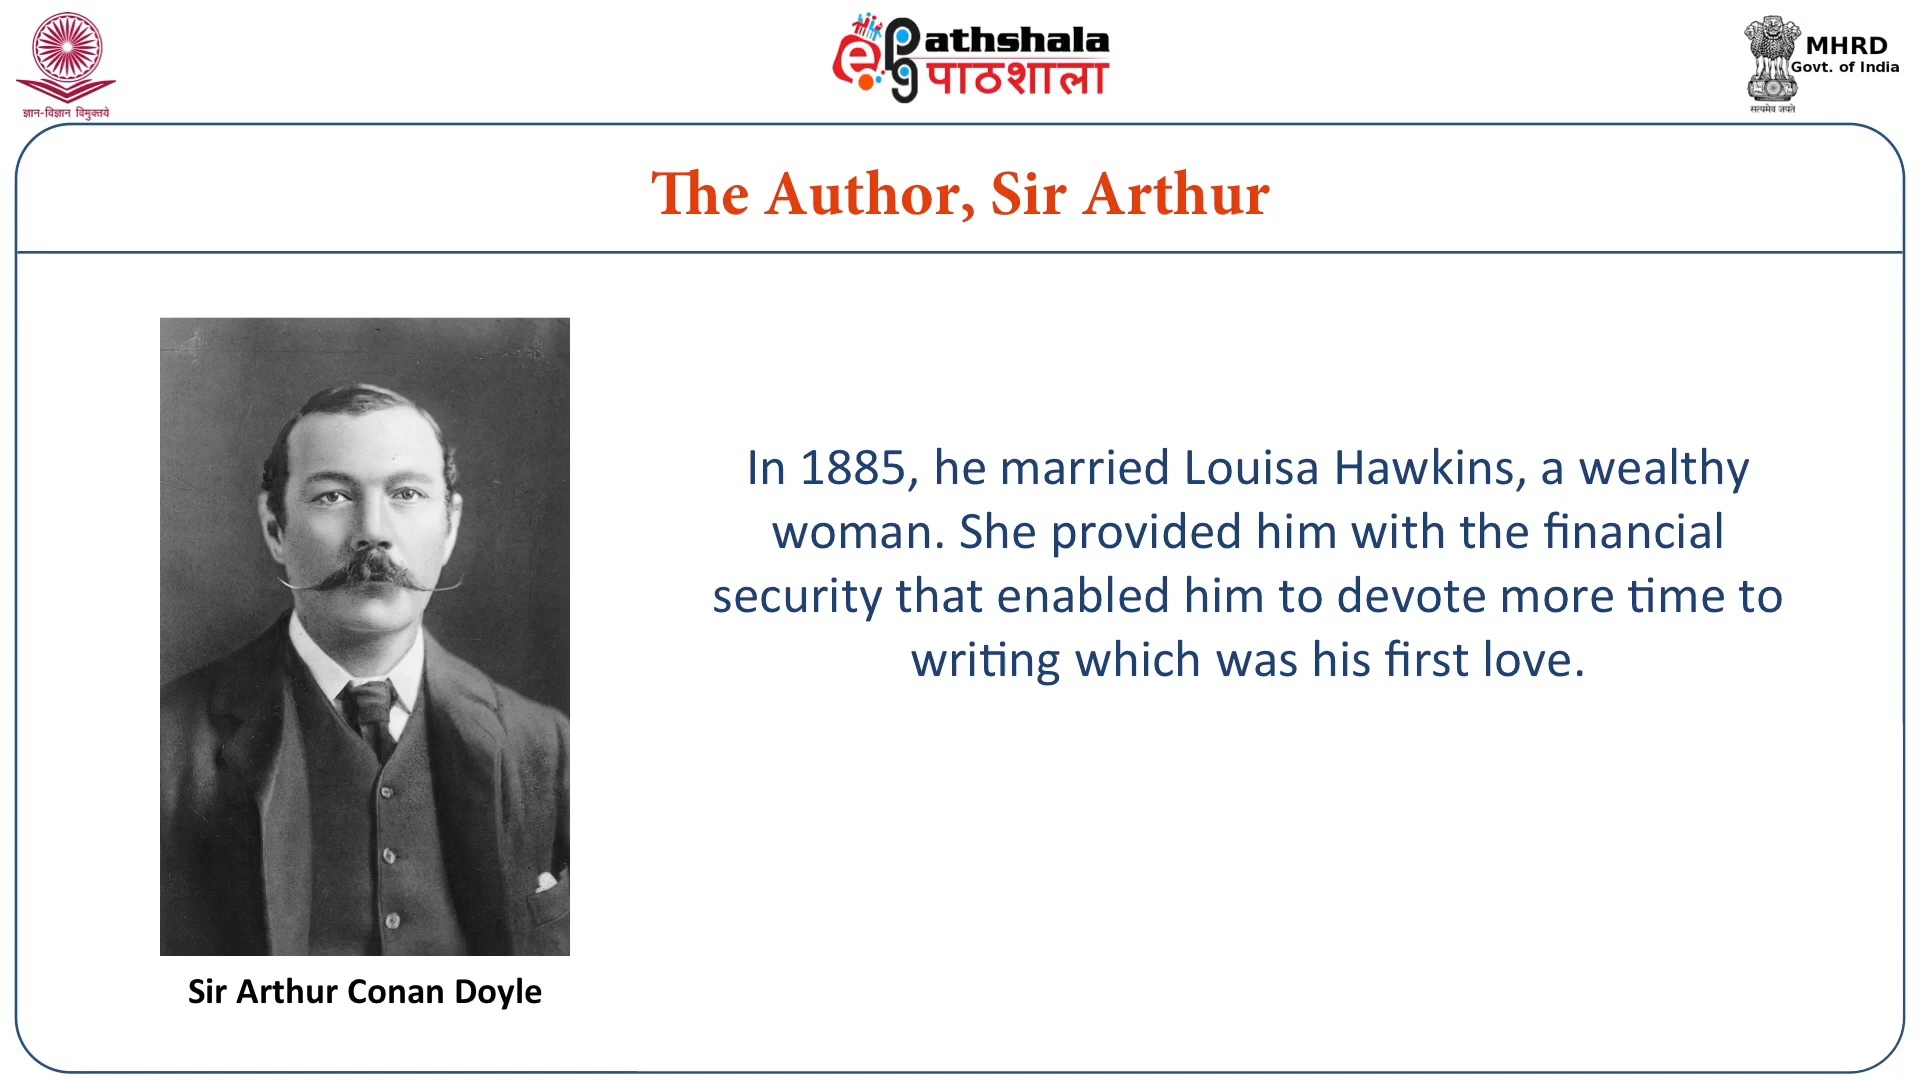 ज्ञान-विज्ञान विमुक्तये
e Pathshala
pg पाठशाला
MHRD
Govt. of India
सत्यमेव जयते
The Author, Sir Arthur
In 1885, he married Louisa Hawkins, a wealthy
woman. She provided him with the financial
security that enabled him to devote more time to
writing which was his first love.
Sir Arthur Conan Doyle